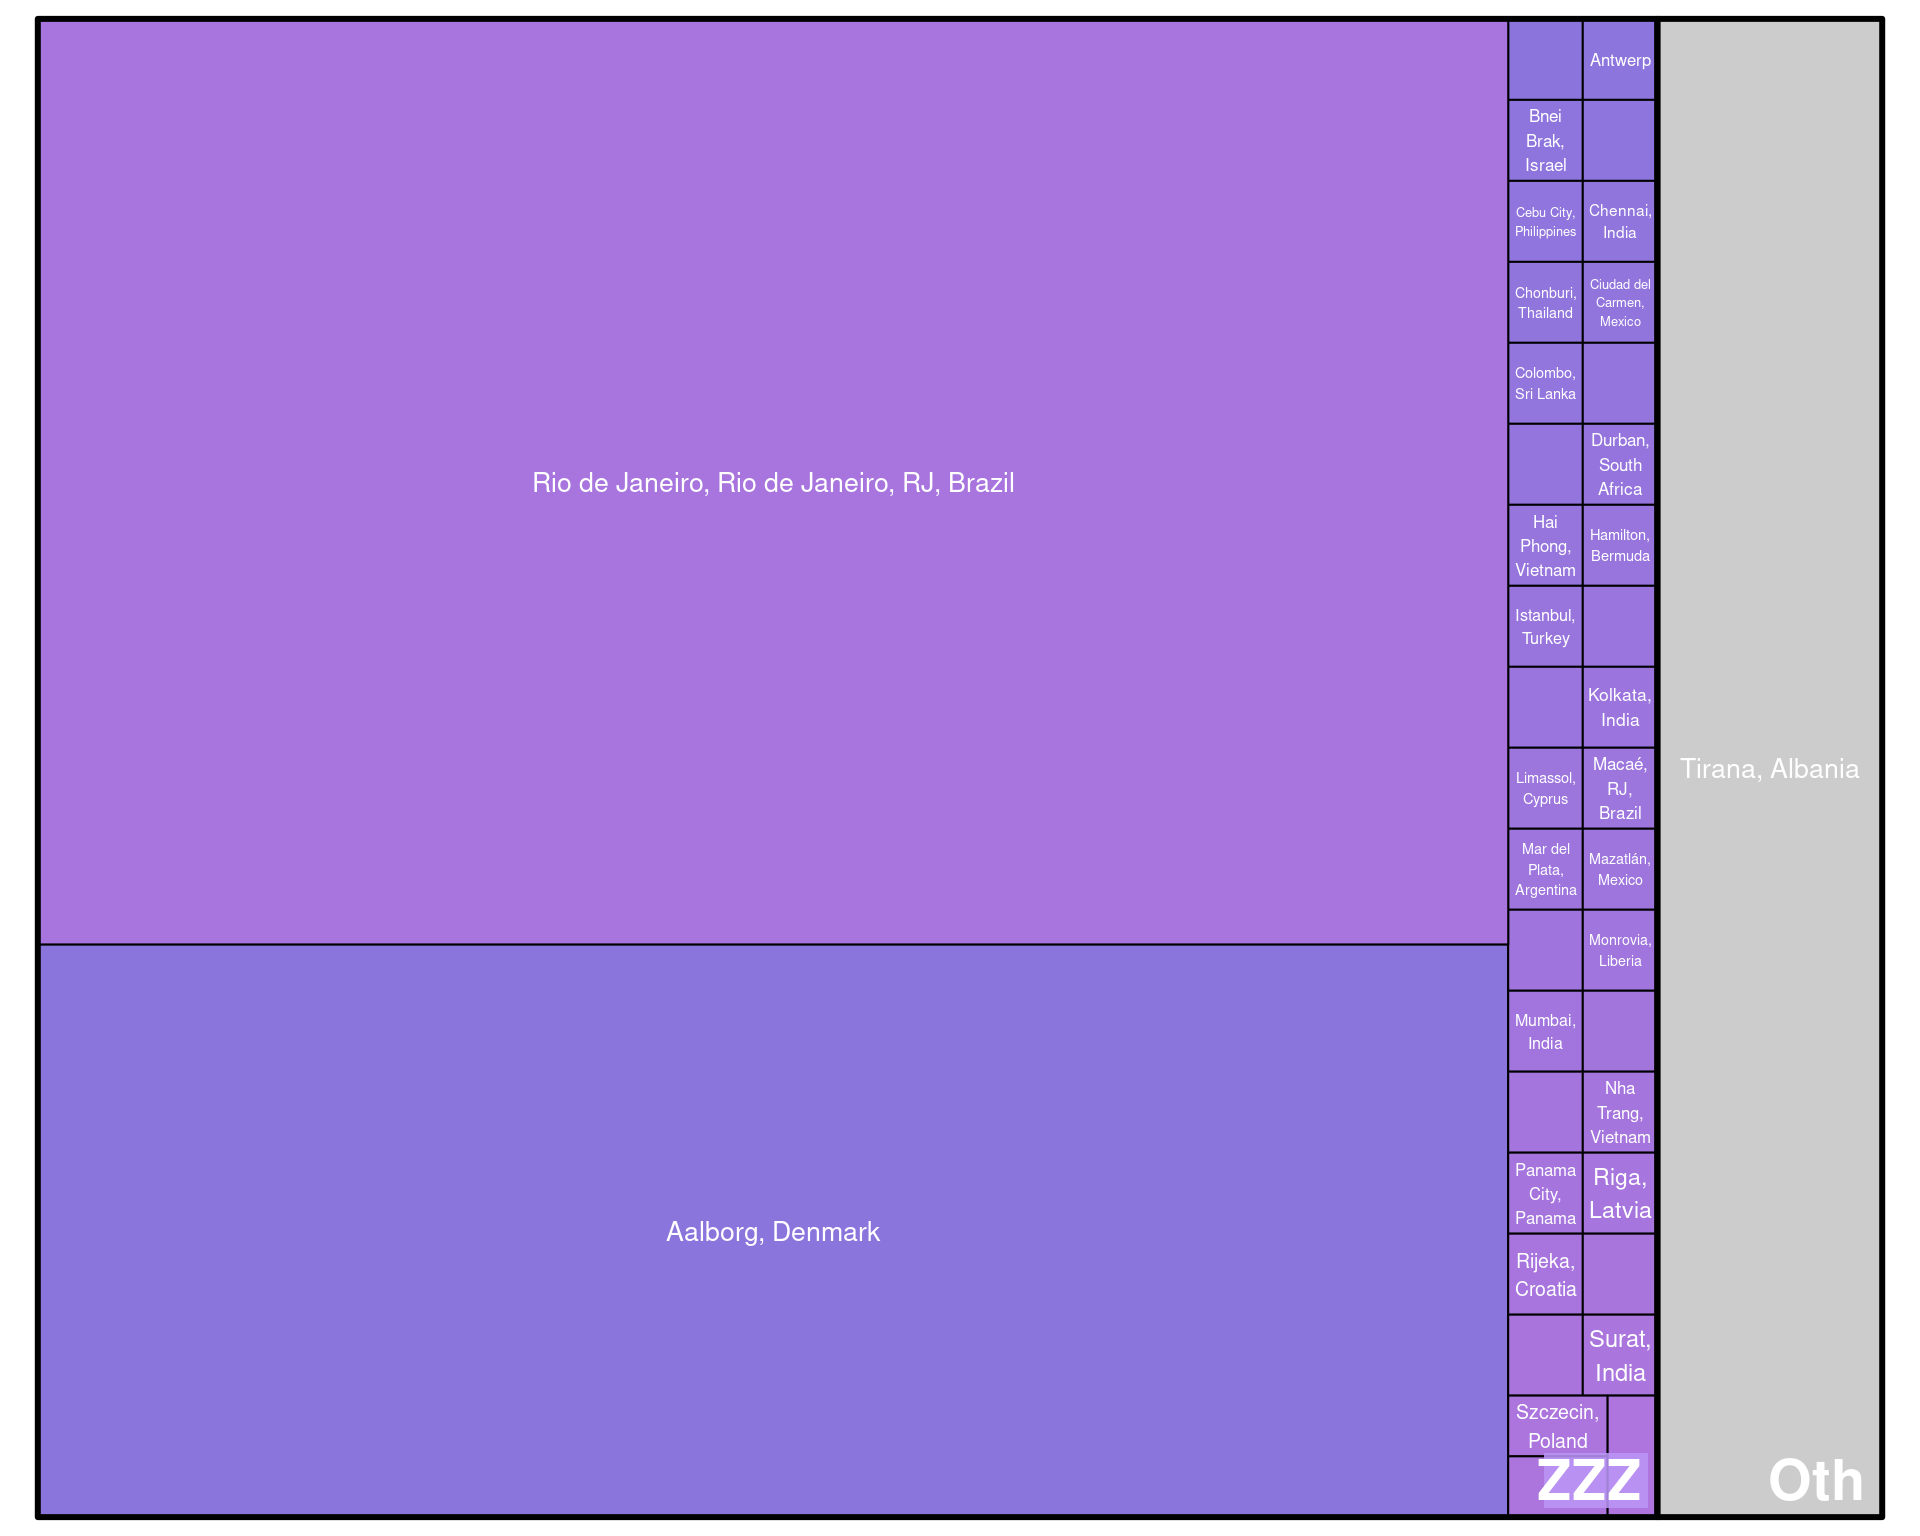 Rio de Janeiro, Rio de Janeiro, RJ, Brazil
Aalborg, Denmark
Antwerp
Bnei
Brak,
Israel
Cebu City,
Philippines
Chennai,
India
Chonburi,
Thailand
Ciudad del
Carmen,
Mexico
Colombo,
Sri Lanka
Durban,
South
Africa
Hai
Phong,
Vietnam
Hamilton,
Bermuda
Istanbul,
Turkey
Kolkata,
India
Limassol,
Cyprus
Macaé,
RJ,
Brazil
Mar del
Plata,
Argentina
Mazatlán,
Mexico
Monrovia,
Liberia
Mumbai,
India
Nha
Trang,
Vietnam
Panama
City,
Panama
Riga,
Latvia
Rijeka,
Croatia
Surat,
India
Szczecin,
Poland
ZZZ
Tirana, Albania
Oth